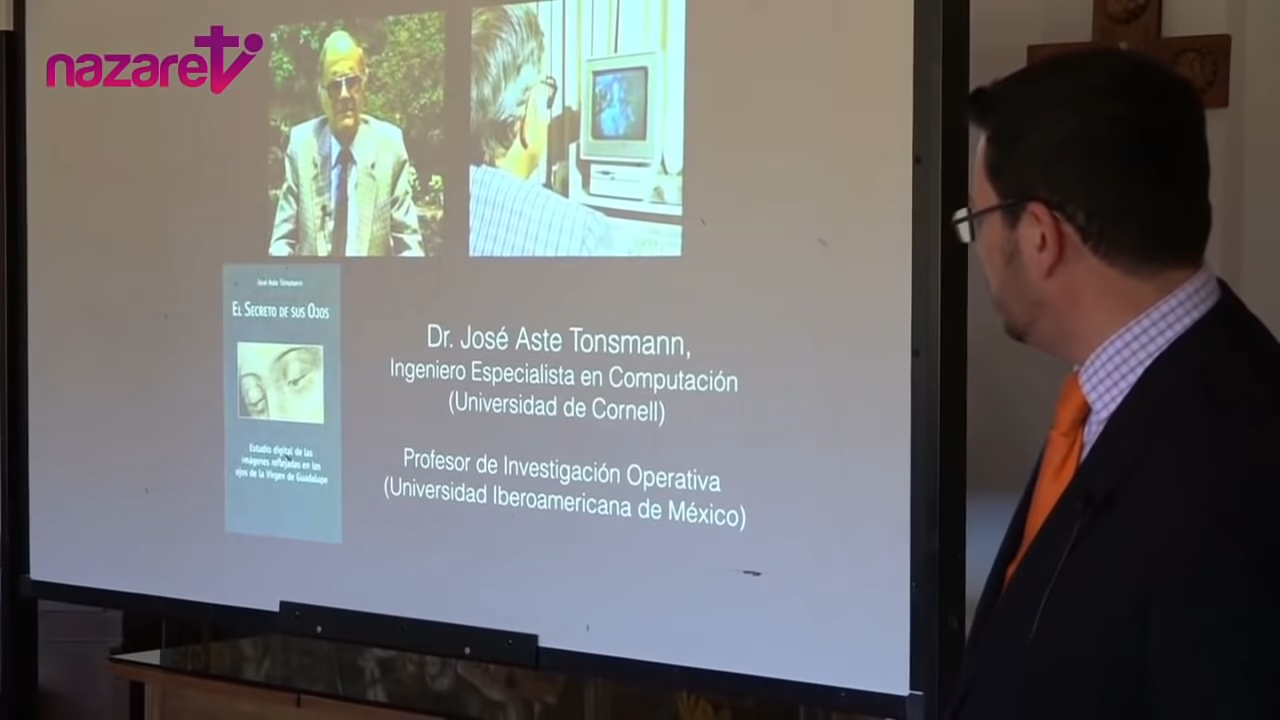 nazaretv
José Aste Tonsmann
EL SECRETO DE SUS OJOS
Estudio digital de las
imágenes reflejadas en los
ojos de la Virgen de Guadalupe
Dr. José Aste Tonsmann,
Ingeniero Especialista en Computación
(Universidad de Cornell)
Profesor de Investigación Operativa
(Universidad Iberoamericana de México)